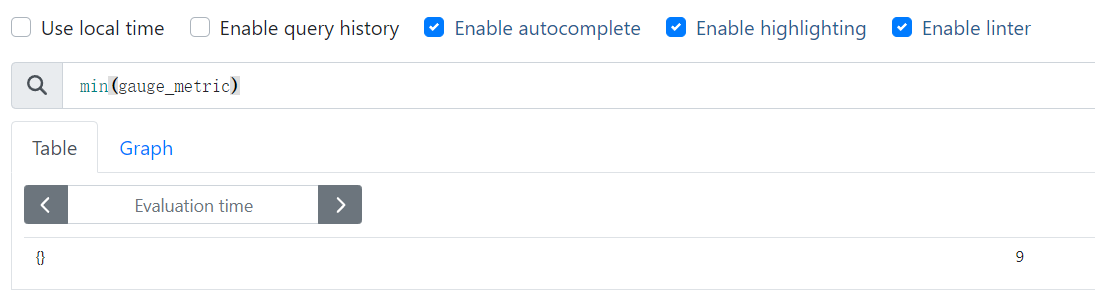 Use local time Enable query history Enable autocomplete Enable highlighting Enable linter
min(gauge_metric)
Table Graph
Evaluation time
{} 9